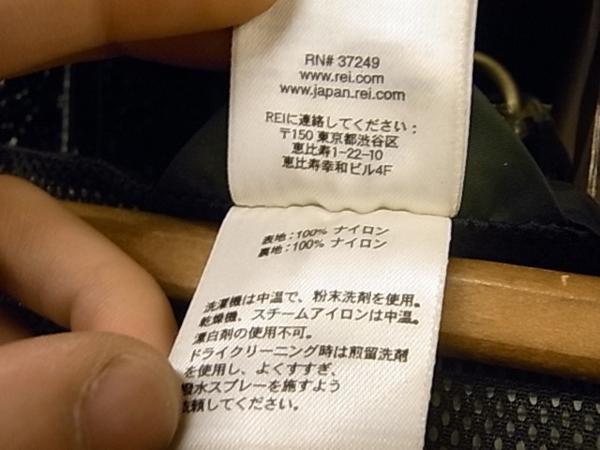 RN# 37249
www.rei.com
www.japan.rei.com
REIに連絡してください：
〒150 東京都渋谷区
恵比寿1-22-10
恵比寿幸和ビル4F
表地：100% ナイロン
裏地：100% ナイロン
洗濯機は中温で、粉末洗剤を使用。
乾燥機、スチームアイロンは中温。
漂白剤の使用不可。
ドライクリーニング時は煎留洗剤
を使用し、よくすすぎ、
撥水スプレーを施すよう
依頼してください。